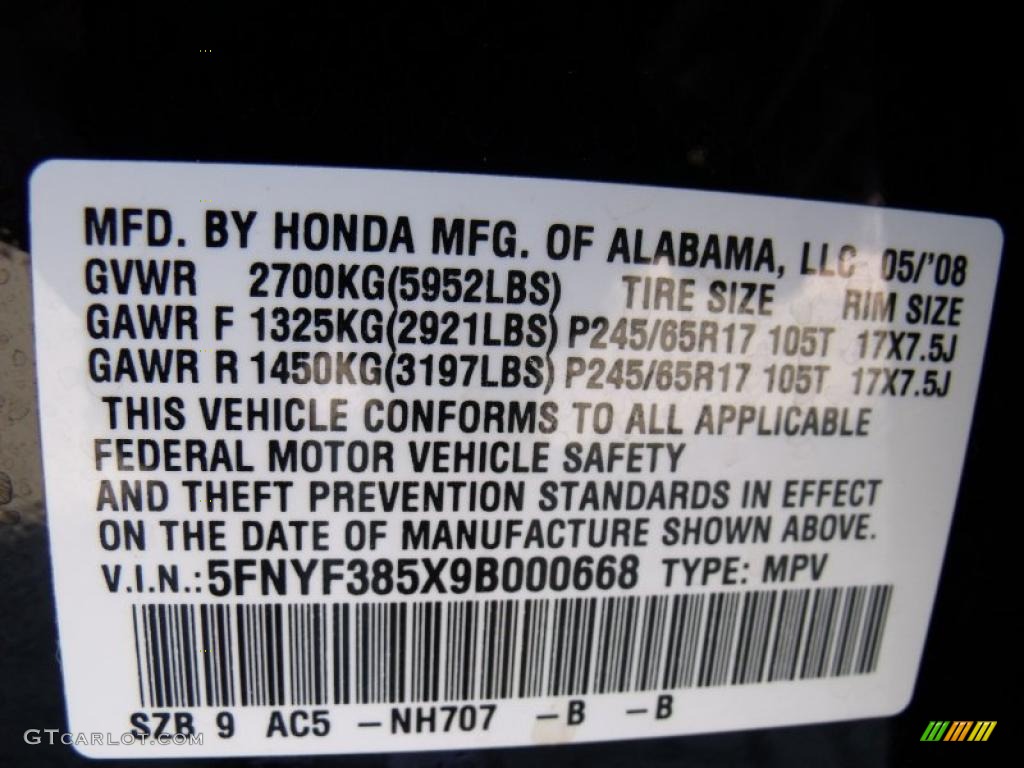 MFD. BY HONDA MFG. OF ALABAMA, LLC 05/'08
GVWR 2700KG(5952LBS) TIRE SIZE RIM SIZE
GAWR F 1325KG(2921LBS) P245/65R17 105T 17X7.5J
GAWR R 1450KG(3197LBS) P245/65R17 105T 17X7.5J
THIS VEHICLE CONFORMS TO ALL APPLICABLE
FEDERAL MOTOR VEHICLE SAFETY
AND THEFT PREVENTION STANDARDS IN EFFECT
ON THE DATE OF MANUFACTURE SHOWN ABOVE.
V.I.N.: 5FNYF385X9B000668 TYPE: MPV
SZR 9 AC5 -NH707 -B -B
GTCARLOT.COM